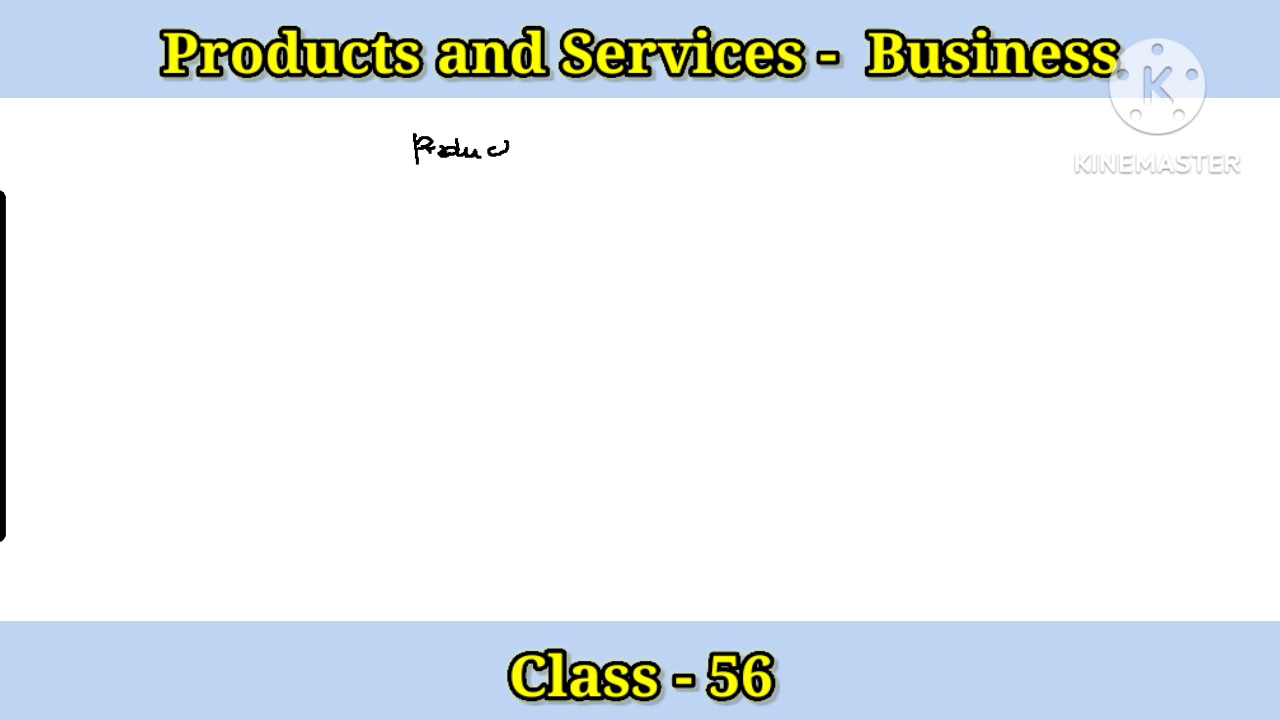 Products and Services - Business
K
KINEMASTER
Produc
Class - 56